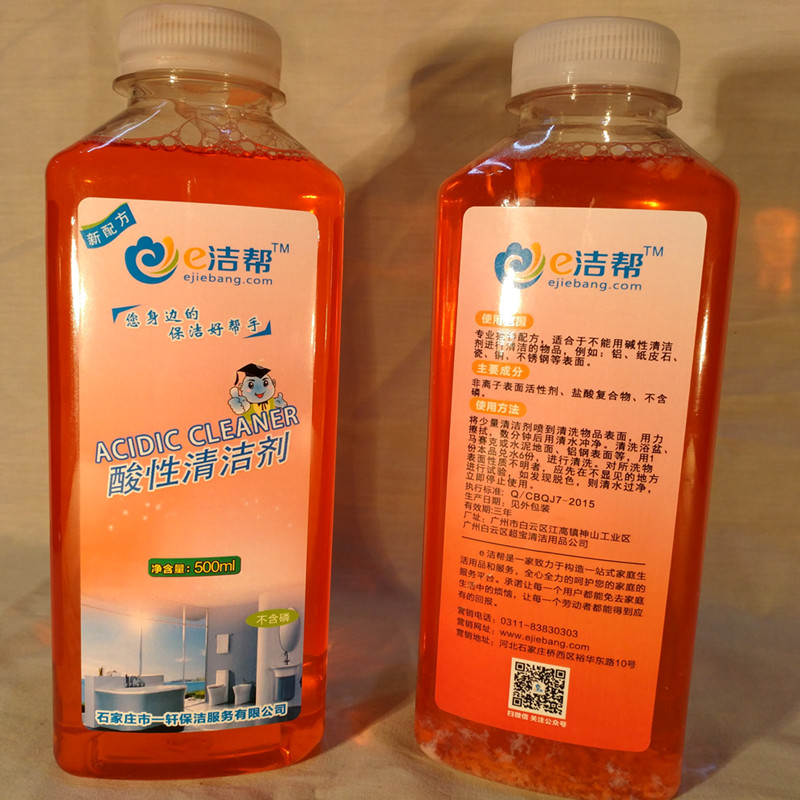 新配方
e洁帮TM
ejiebang.com
您身边的
保洁好帮手
ACIDIC CLEANER
酸性清洁剂
净含量：500ml
不含磷
石家庄市一轩保洁服务有限公司
e洁帮TM
ejiebang.com
使用范围
专业 配方，适合于不能用碱性清洁
剂进行清洁的物品，例如：铝、纸皮石、
瓷、铜、不锈钢等表面。
主要成分
非离子表面活性剂、盐酸复合物、不含
磷。
使用方法
将少量清洁剂喷到清洗物品表面，用力
擦拭，数分钟后用清水冲净。清洗浴盆、
马赛克或水泥地面、铝钢表面等，用1
份本品兑水6份，进行清洗。对所洗物
表面性质不明者，应先在不显见的地方
进行试验，如发现脱色，则清水过净，
立即停止使用。
执行标准：Q/CBQJ7-2015
生产日期：见外包装
有效期:三年
厂址：广州市白云区江高镇神山工业区
广州白云区超宝清洁用品公司
e洁帮是一家致力于构造一站式家庭生
活用品和服务，全心全力的呵护您的家庭的
服务平台。承诺让每一个用户都能免去家庭
生活中的烦恼，让每一个劳动者都能得到应
有的回报。
营销电话：0311-83830303
营销网址：www.ejiebang.com
营销地址：河北石家庄桥西区裕华东路10号
扫微信 关注公众号